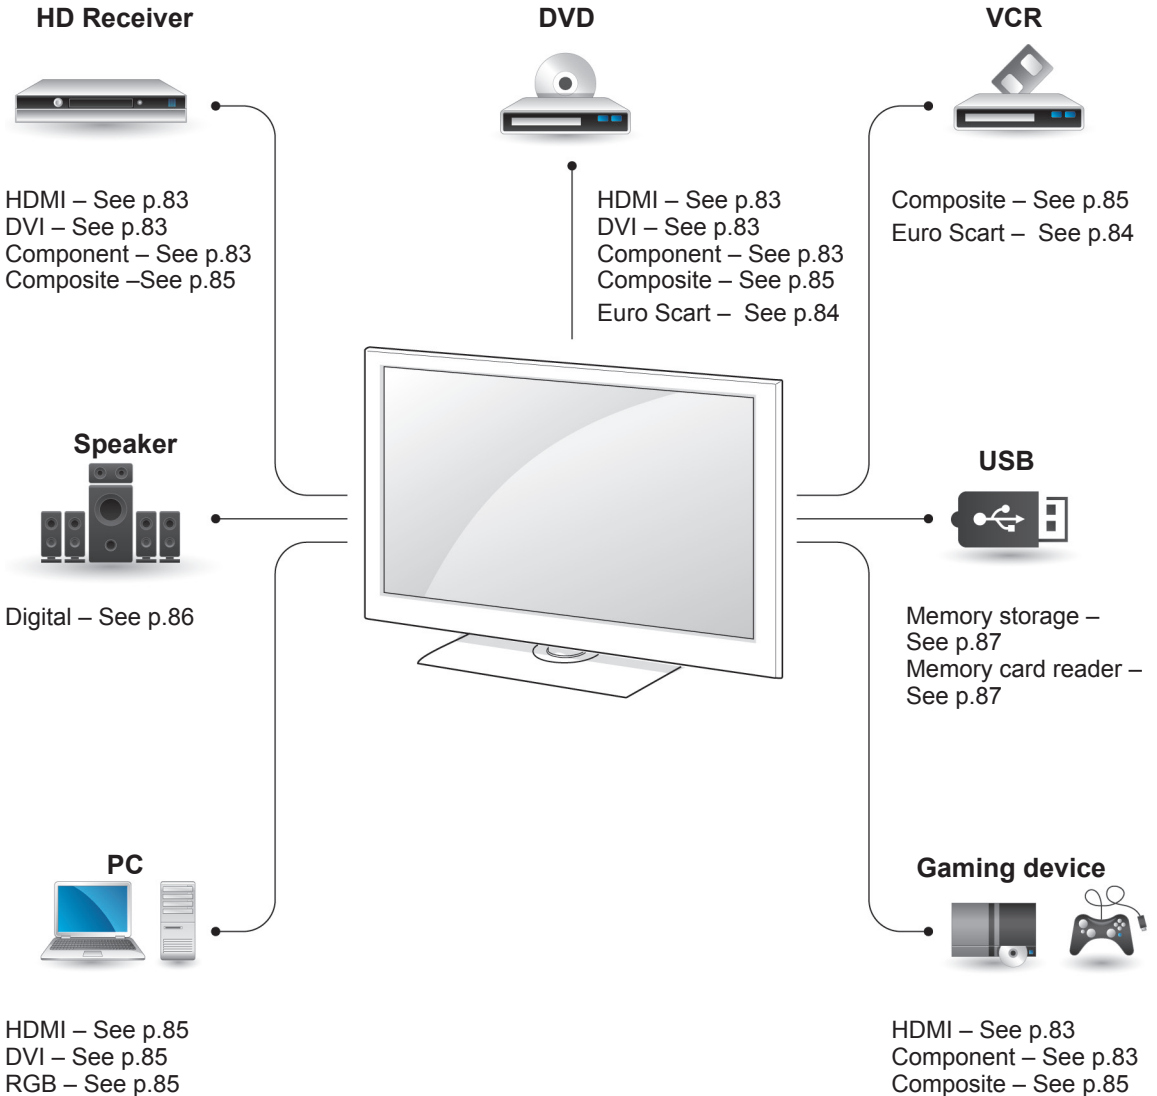 HD Receiver
HDMI – See p.83
DVI – See p.83
Component – See p.83
Composite –See p.85
DVD
HDMI – See p.83
DVI – See p.83
Component – See p.83
Composite – See p.85
Euro Scart –  See p.84
VCR
Composite – See p.85
Euro Scart –  See p.84
Speaker
Digital – See p.86
USB
Memory storage –
See p.87
Memory card reader –
See p.87
PC
HDMI – See p.85
DVI – See p.85
RGB – See p.85
Gaming device
HDMI – See p.83
Component – See p.83
Composite – See p.85